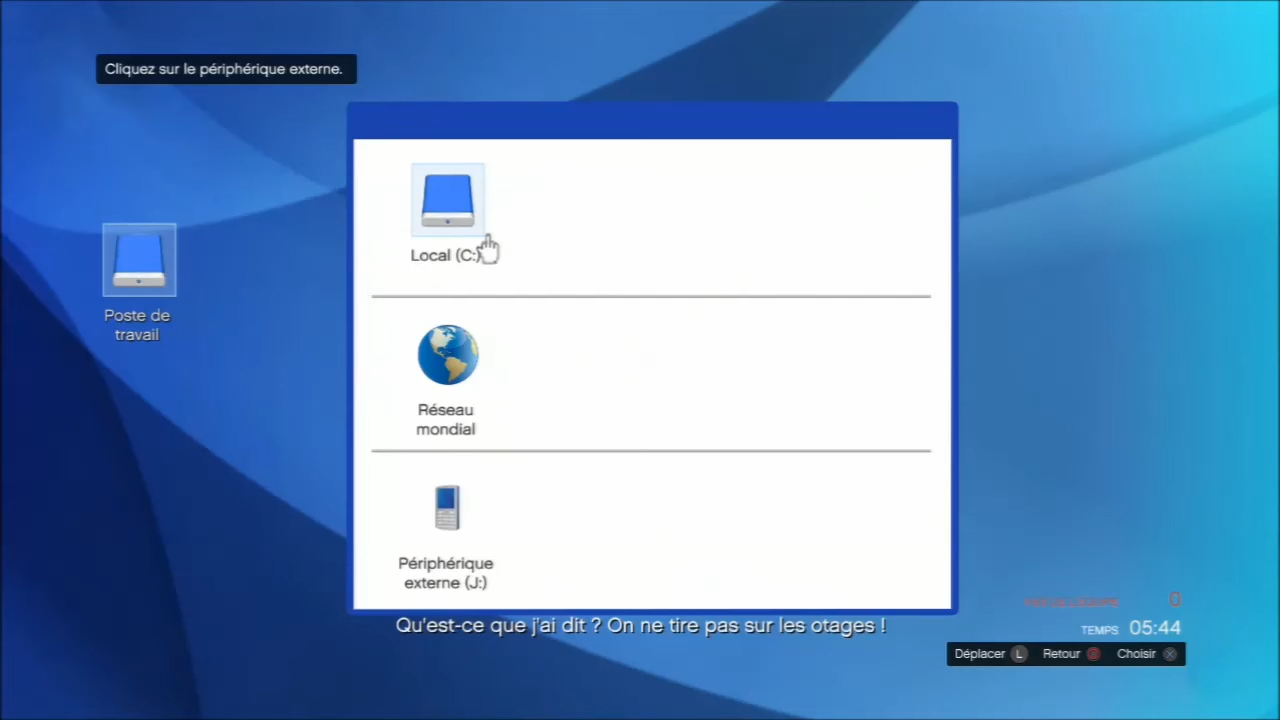 Cliquez sur le périphérique externe.
Local (C:)
Poste de
travail
Réseau
mondial
Périphérique
externe (J:)
Qu'est-ce que j'ai dit ? On ne tire pas sur les otages !
0
TEMPS 05:44
Déplacer L Retour Choisir